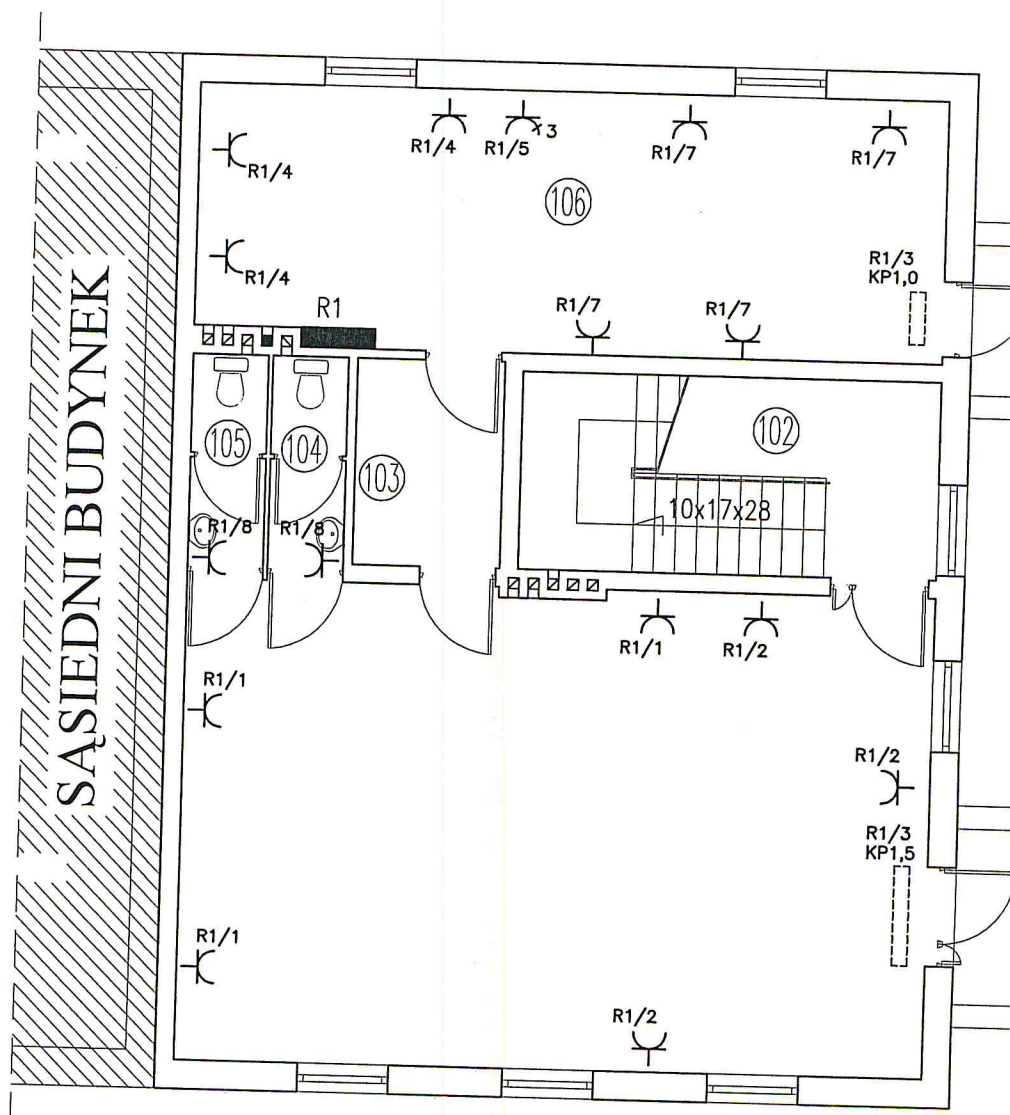 R1/4
R1/5
3
R1/7
R1/7
R1/4
106
R1/4
R1/3
KP1,0
R1
R1/7
R1/7
SĄSIEDNI BUDYNEK
105
104
103
102
10x17x28
R1/8
R1/8
R1/1
R1/2
R1/1
R1/2
R1/3
KP1,5
R1/1
R1/2